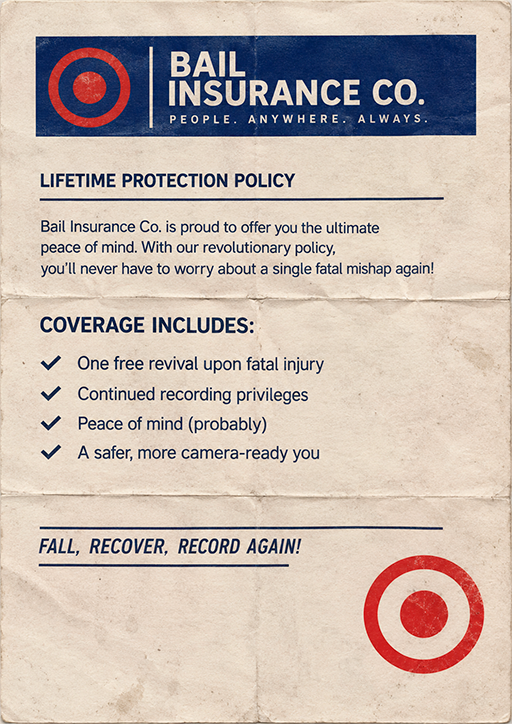 BAIL
INSURANCE CO.
PEOPLE. ANYWHERE. ALWAYS.
LIFETIME PROTECTION POLICY
Bail Insurance Co. is proud to offer you the ultimate
peace of mind. With our revolutionary policy,
you'll never have to worry about a single fatal mishap again!
COVERAGE INCLUDES:
One free revival upon fatal injury
Continued recording privileges
Peace of mind (probably)
A safer, more camera-ready you
FALL, RECOVER, RECORD AGAIN!